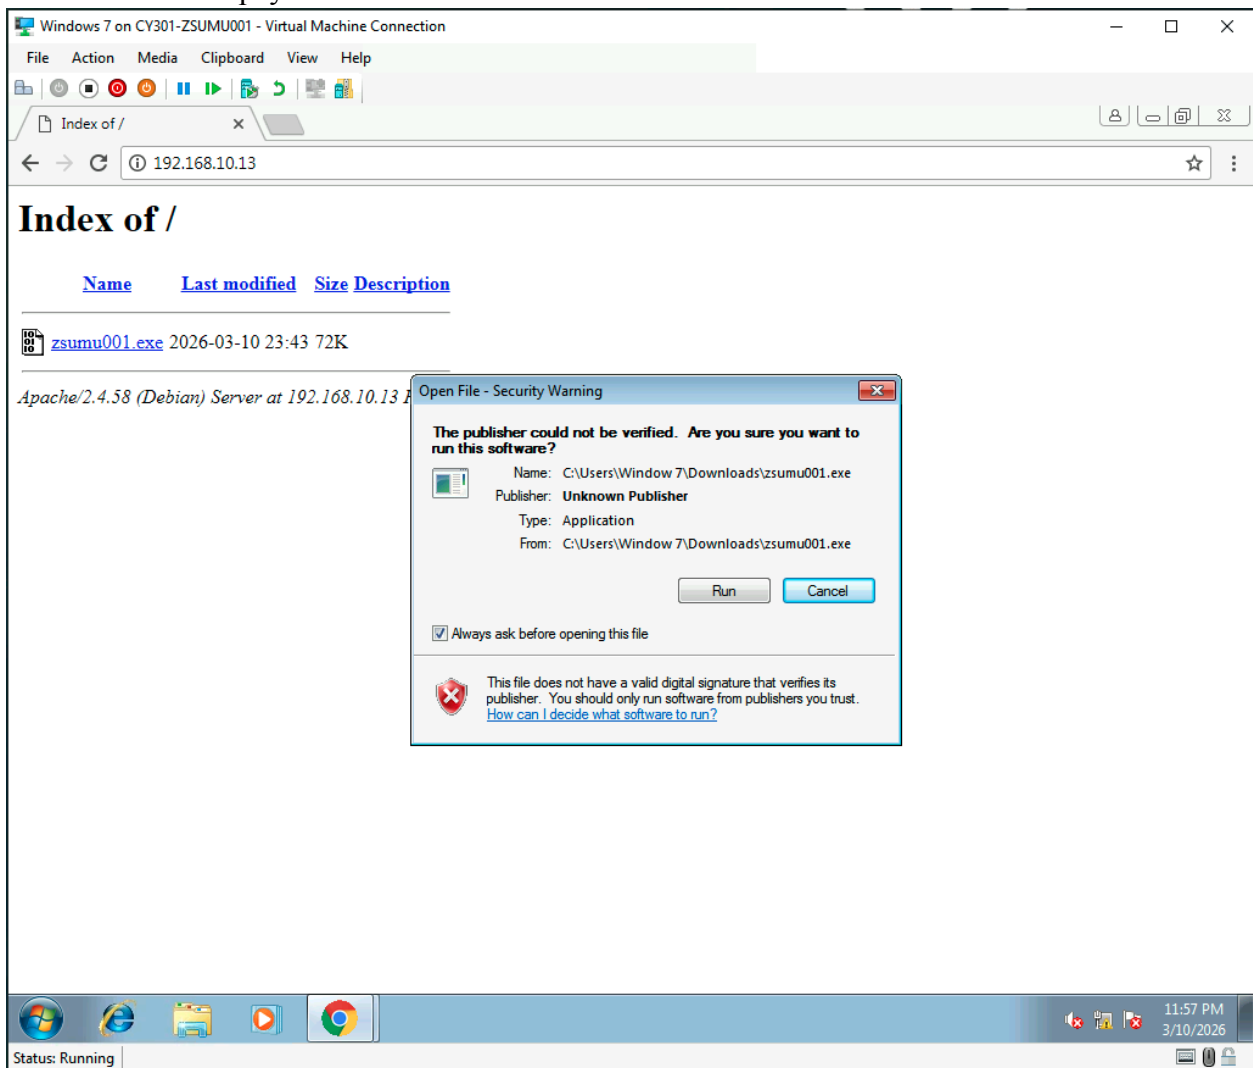 Windows 7 on CY301-ZSUMU001 - Virtual Machine Connection
File Action Media Clipboard View Help
Index of /
192.168.10.13
Index of /
Name Last modified Size Description
zsumu001.exe 2026-03-10 23:43 72K
Apache/2.4.58 (Debian) Server at 192.168.10.13
Open File - Security Warning
The publisher could not be verified. Are you sure you want to
run this software?
Name: C:\Users\Window 7\Downloads\zsumu001.exe
Publisher: Unknown Publisher
Type: Application
From: C:\Users\Window 7\Downloads\zsumu001.exe
Run Cancel
Always ask before opening this file
This file does not have a valid digital signature that verifies its
publisher. You should only run software from publishers you trust.
How can I decide what software to run?
11:57 PM
3/10/2026
Status: Running